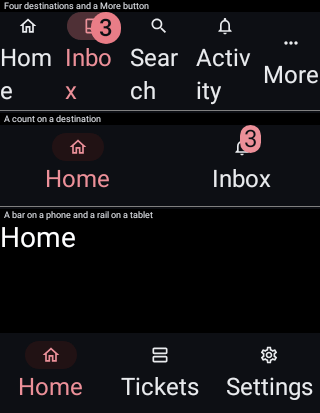 Four destinations and a More button
3
Hom Inbo Sear Activ More
e x ch ity
A count on a destination
3
Home Inbox
A bar on a phone and a rail on a tablet
Home
Home Tickets Settings